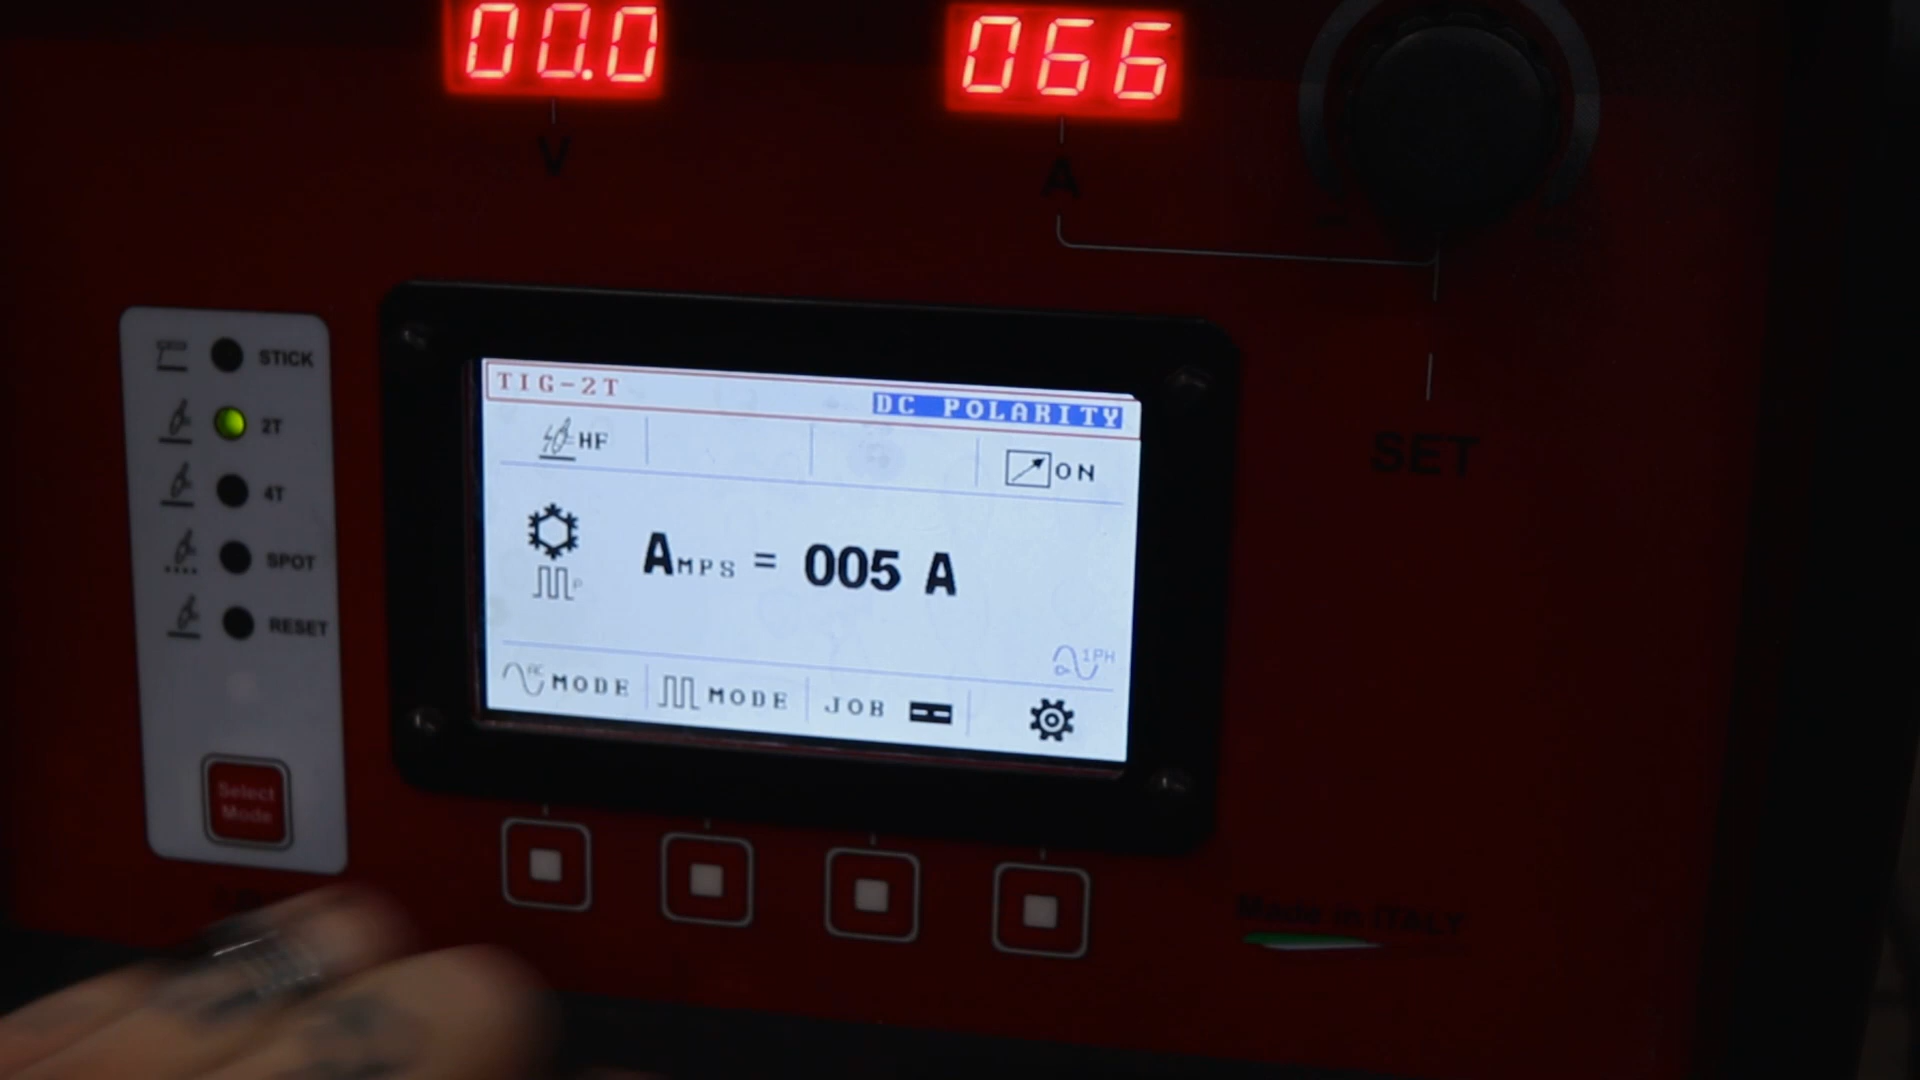 00.0
066
V
A
SET
STICK
2T
4T
SPOT
RESET
Select
Mode
TIG-2T
DC POLARITY
HF
ON
AMPS = 005 A
P
1PH
AC MODE
MODE
JOB
Made in ITALY